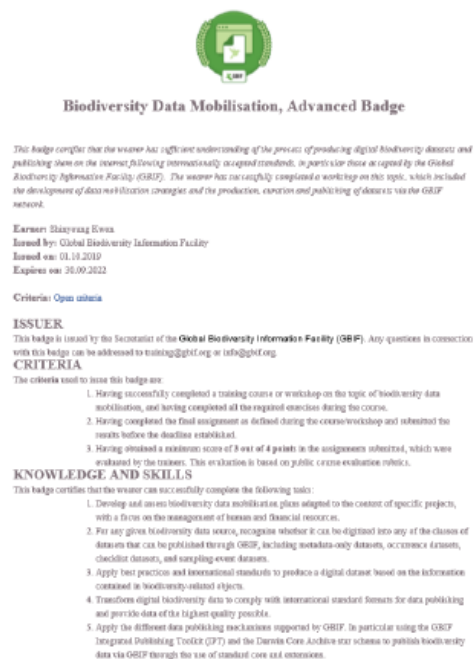 GBIF
Biodiversity Data Mobilisation, Advanced Badge
This badge certifies that the wearer has sufficient understanding of the process of producing digital biodiversity datasets and
publishing them on the internet following internationally accepted standards, in particular those accepted by the Global
Biodiversity Information Facility (GBIF). The wearer has successfully completed a workshop on this topic, which included
the development of data mobilization strategies and the production, curation and publishing of datasets via the GBIF
network.
Earner: Shinyoung Kwon
Issued by: Global Biodiversity Information Facility
Issued on: 01.10.2019
Expires on: 30.09.2022
Criteria: Open criteria
ISSUER
This badge is issued by the Secretariat of the Global Biodiversity Information Facility (GBIF). Any questions in connection
with this badge can be addressed to training@gbif.org or info@gbif.org.
CRITERIA
The criteria used to issue this badge are:
1. Having successfully completed a training course or workshop on the topic of biodiversity data
mobilisation, and having completed all the required exercises during the course.
2. Having completed the final assignment as defined during the course/workshop and submitted the
results before the deadline established.
3. Having obtained a minimum score of 3 out of 4 points in the assignments submitted, which were
evaluated by the trainers. This evaluation is based on public course evaluation rubrics.
KNOWLEDGE AND SKILLS
This badge certifies that the wearer can successfully complete the following tasks:
1. Develop and assess biodiversity data mobilization plans adapted to the context of specific projects,
with a focus on the management of human and financial resources.
2. For any given biodiversity data source, recognize whether it can be digitized into any of the classes of
datasets that can be published through GBIF, including metadata-only datasets, occurrence datasets,
checklist datasets, and sampling-event datasets.
3. Apply best practices and international standards to produce a digital dataset based on the information
contained in biodiversity-related objects.
4. Transform digital biodiversity data to comply with international standard formats for data publishing
and provide data of the highest quality possible.
5. Apply the different data publishing mechanisms supported by GBIF. In particular using the GBIF
Integrated Publishing Toolkit (IPT) and the Darwin Core Archive star schema to publish biodiversity
data via GBIF through the use of standard core and extensions.